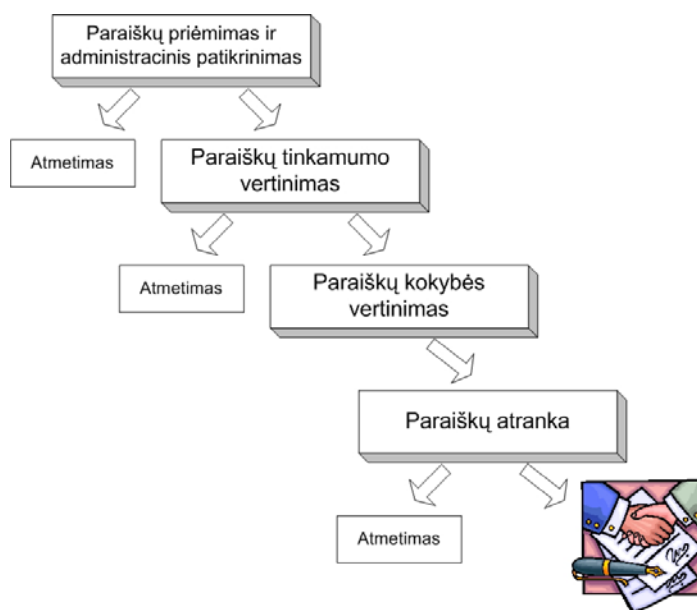 Paraiškų priėmimas ir
administracinis patikrinimas
Atmetimas
Paraiškų tinkamumo
vertinimas
Atmetimas
Paraiškų kokybės
vertinimas
Paraiškų atranka
Atmetimas